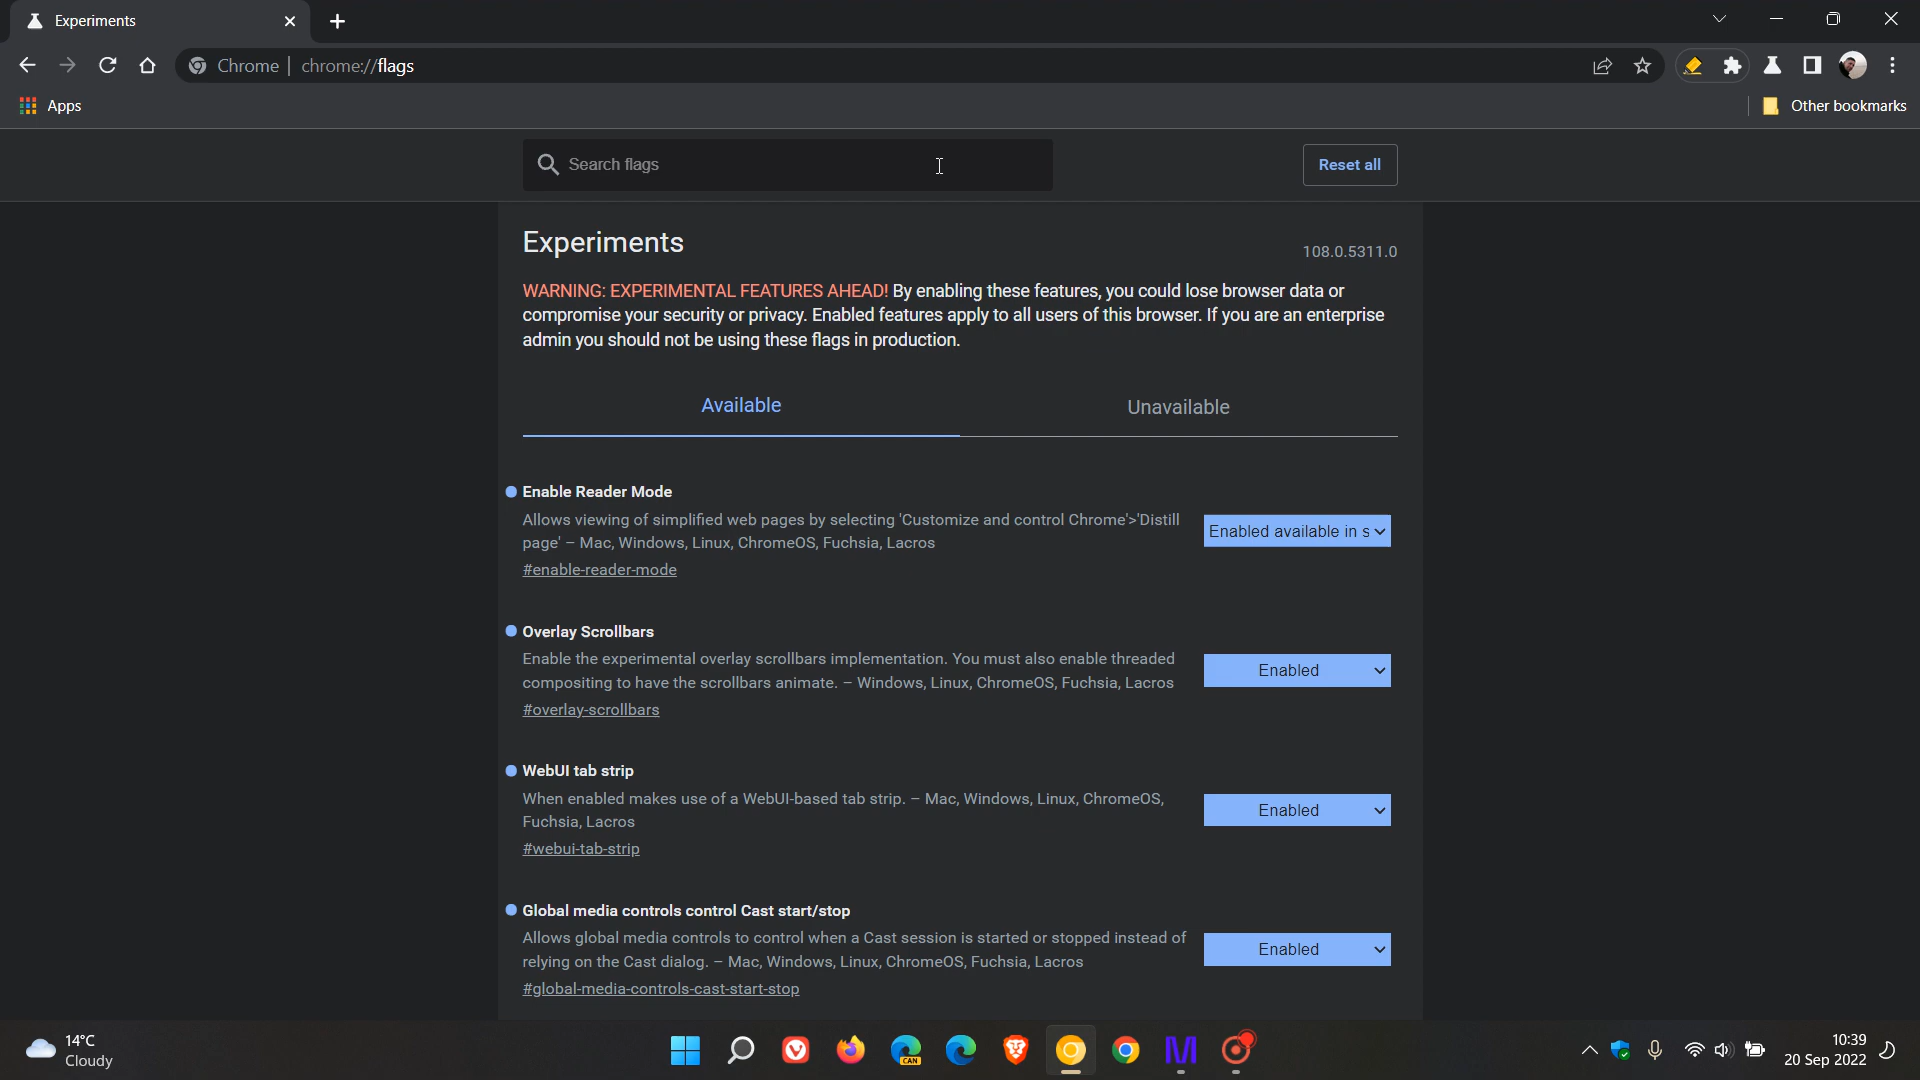 Experiments
Chrome | chrome://flags
Apps
Other bookmarks
Search flags
Reset all
Experiments
108.0.5311.0
WARNING: EXPERIMENTAL FEATURES AHEAD! By enabling these features, you could lose browser data or
compromise your security or privacy. Enabled features apply to all users of this browser. If you are an enterprise
admin you should not be using these flags in production.
Available
Unavailable
Enable Reader Mode
Allows viewing of simplified web pages by selecting 'Customize and control Chrome'>'Distill
page' – Mac, Windows, Linux, ChromeOS, Fuchsia, Lacros
Enabled available in s
#enable-reader-mode
Overlay Scrollbars
Enable the experimental overlay scrollbars implementation. You must also enable threaded
compositing to have the scrollbars animate. – Windows, Linux, ChromeOS, Fuchsia, Lacros
Enabled
#overlay-scrollbars
WebUI tab strip
When enabled makes use of a WebUI-based tab strip. – Mac, Windows, Linux, ChromeOS,
Fuchsia, Lacros
Enabled
#webui-tab-strip
Global media controls control Cast start/stop
Allows global media controls to control when a Cast session is started or stopped instead of
relying on the Cast dialog. – Mac, Windows, Linux, ChromeOS, Fuchsia, Lacros
Enabled
#global-media-controls-cast-start-stop
14°C
Cloudy
CAN
10:39
20 Sep 2022